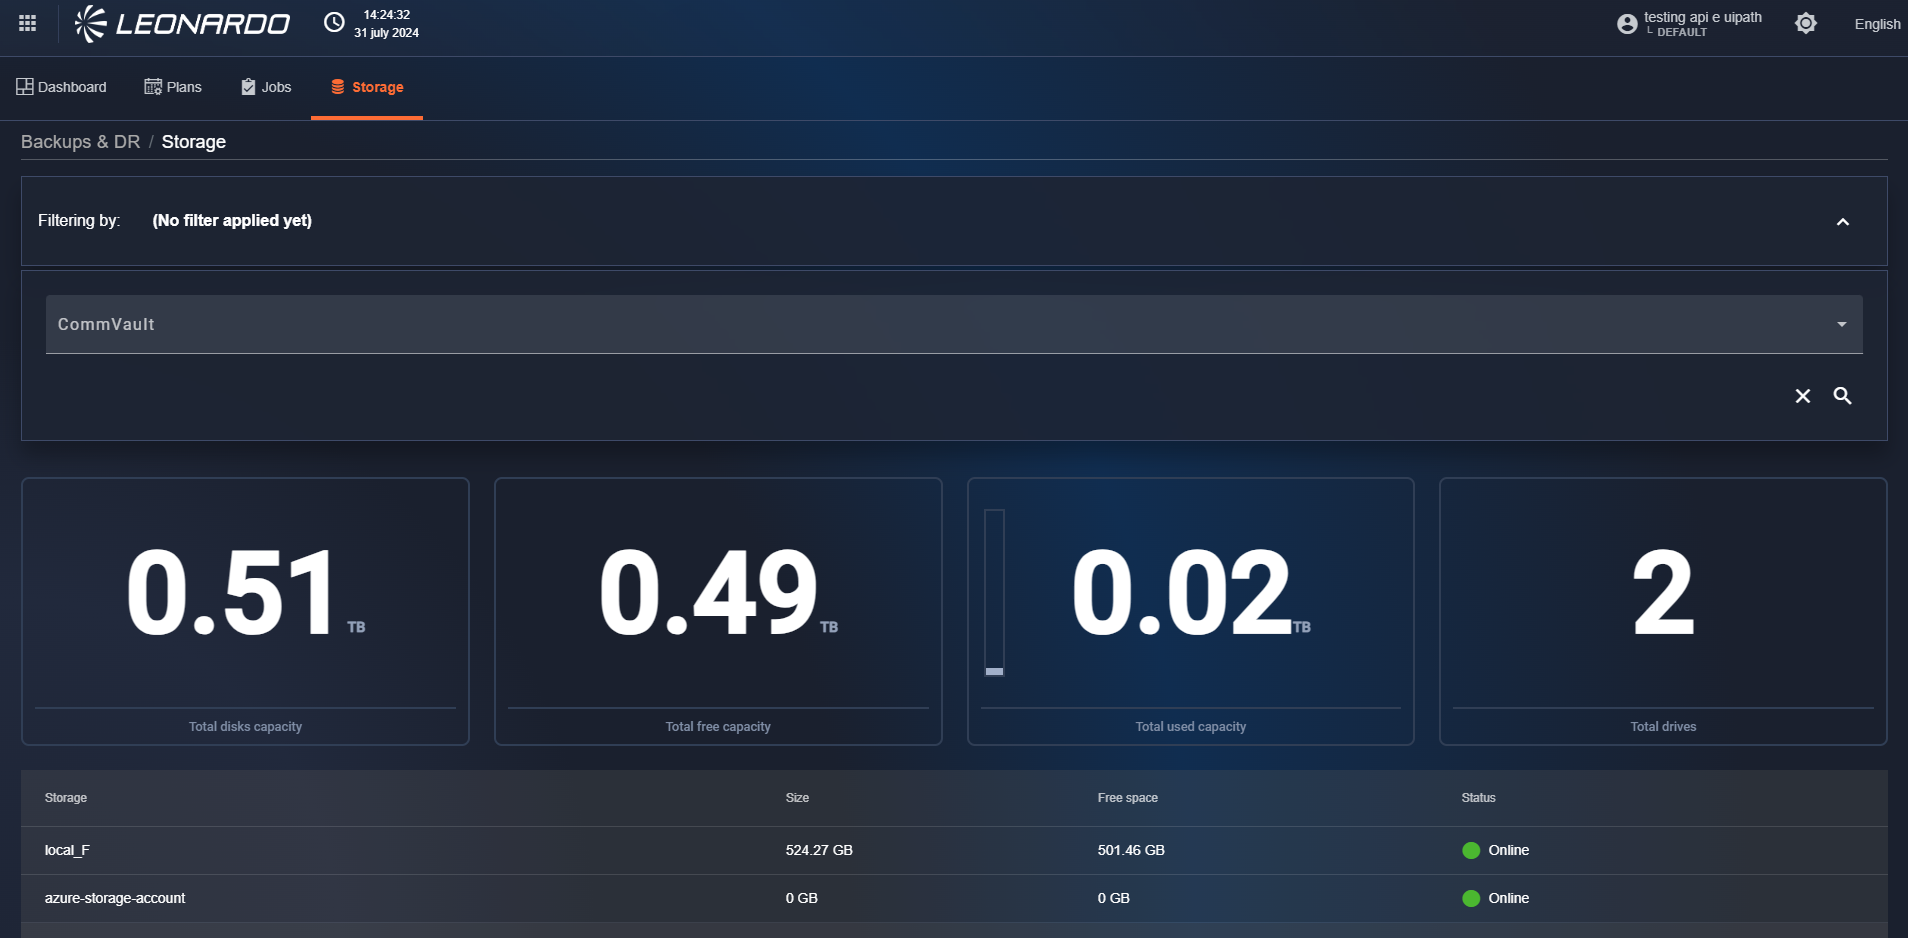 LEONARDO
14:24:32
31 july 2024
testing api e uipath
└ DEFAULT
English
Dashboard
Plans
Jobs
Storage
Backups & DR / Storage
Filtering by: (No filter applied yet)
CommVault
0.51 TB
Total disks capacity
0.49 TB
Total free capacity
0.02 TB
Total used capacity
2
Total drives
Storage Size Free space Status
local_F 524.27 GB 501.46 GB Online
azure-storage-account 0 GB 0 GB Online